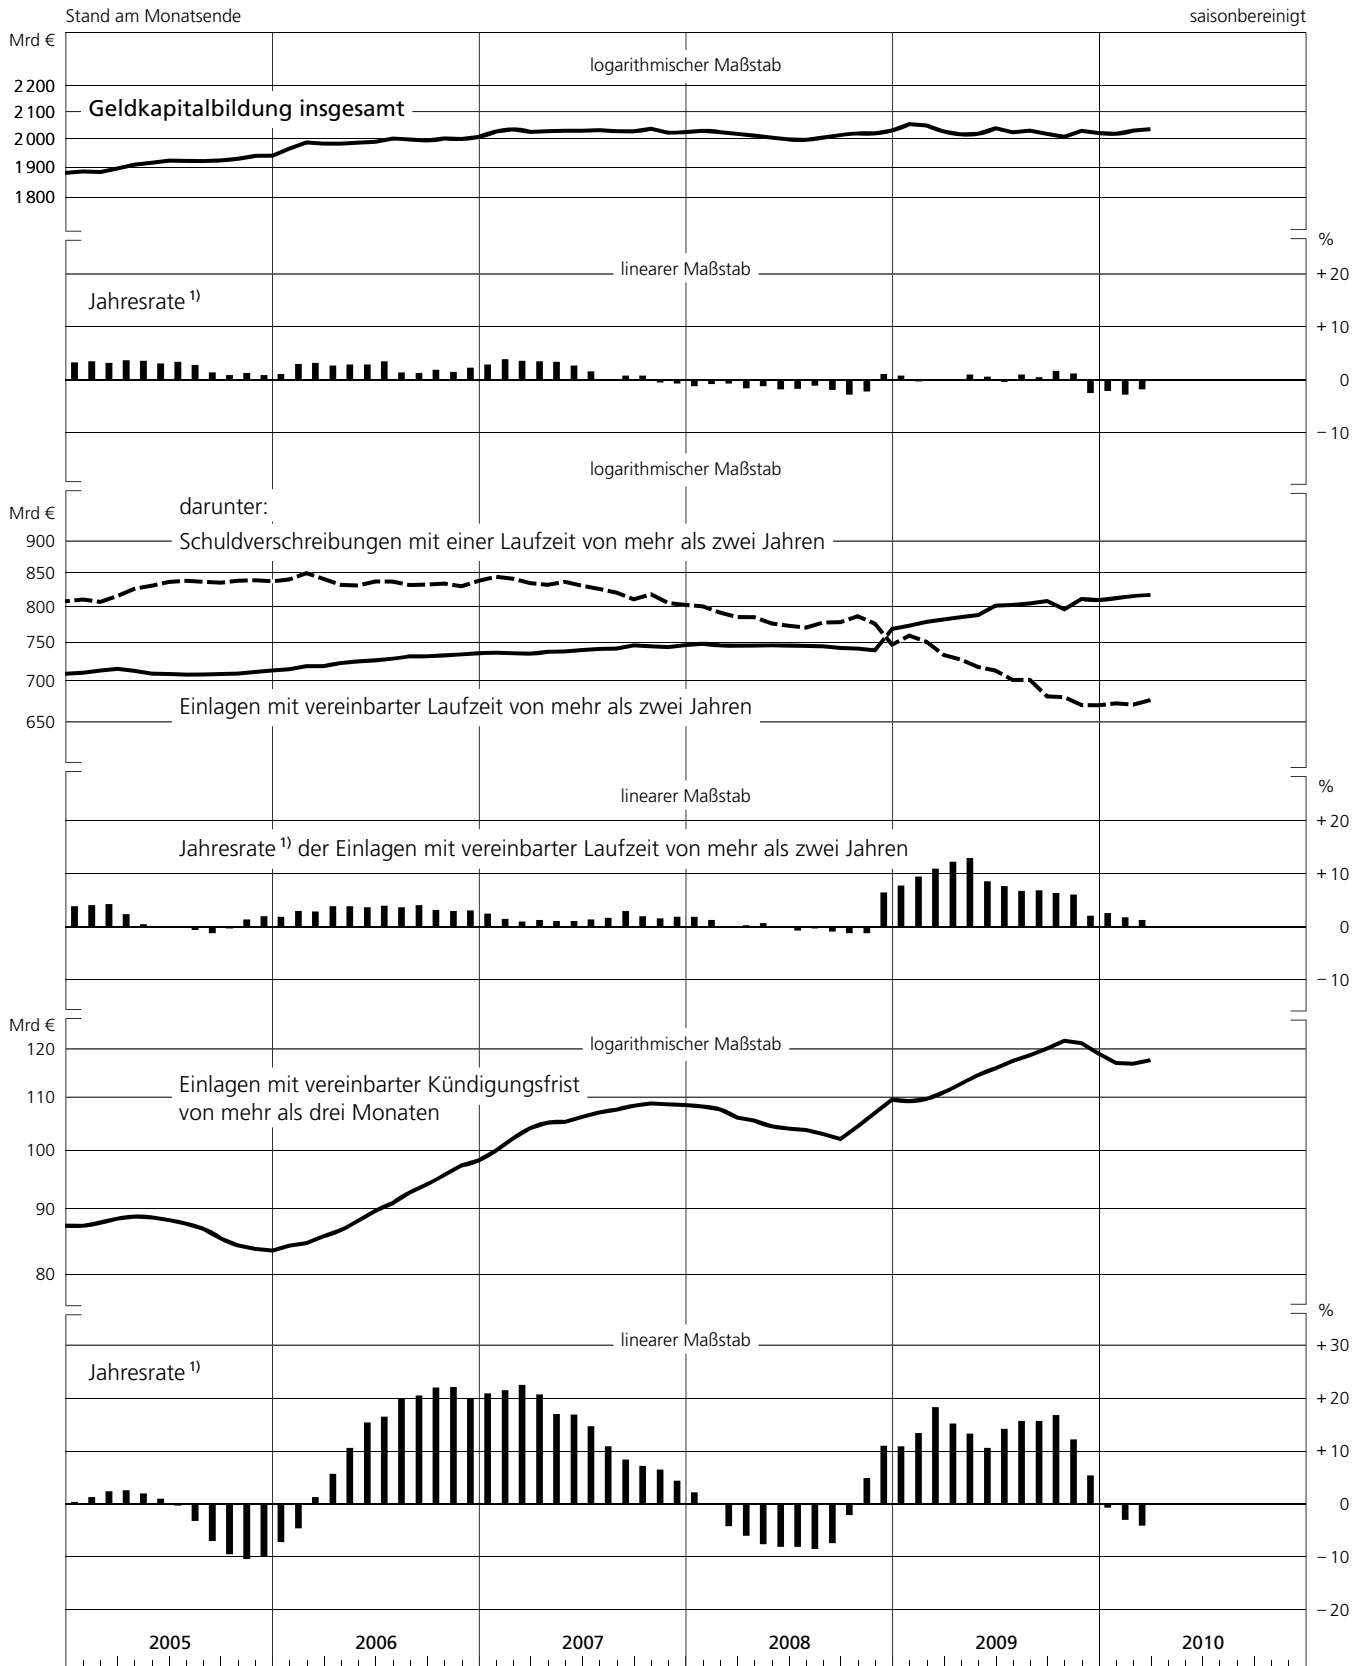 Stand am Monatsende
saisonbereinigt
Mrd €
logarithmischer Maßstab
2 200
2 100
Geldkapitalbildung insgesamt
2 000
1 900
1 800
%
linearer Maßstab
+ 20
Jahresrate 1)
+ 10
0
− 10
logarithmischer Maßstab
Mrd €
darunter:
900
Schuldverschreibungen mit einer Laufzeit von mehr als zwei Jahren
850
800
750
700
Einlagen mit vereinbarter Laufzeit von mehr als zwei Jahren
650
%
linearer Maßstab
+ 20
Jahresrate 1) der Einlagen mit vereinbarter Laufzeit von mehr als zwei Jahren
+ 10
0
− 10
Mrd €
logarithmischer Maßstab
120
Einlagen mit vereinbarter Kündigungsfrist
von mehr als drei Monaten
110
100
90
80
%
linearer Maßstab
+ 30
Jahresrate 1)
+ 20
+ 10
0
− 10
− 20
2005 2006 2007 2008 2009 2010